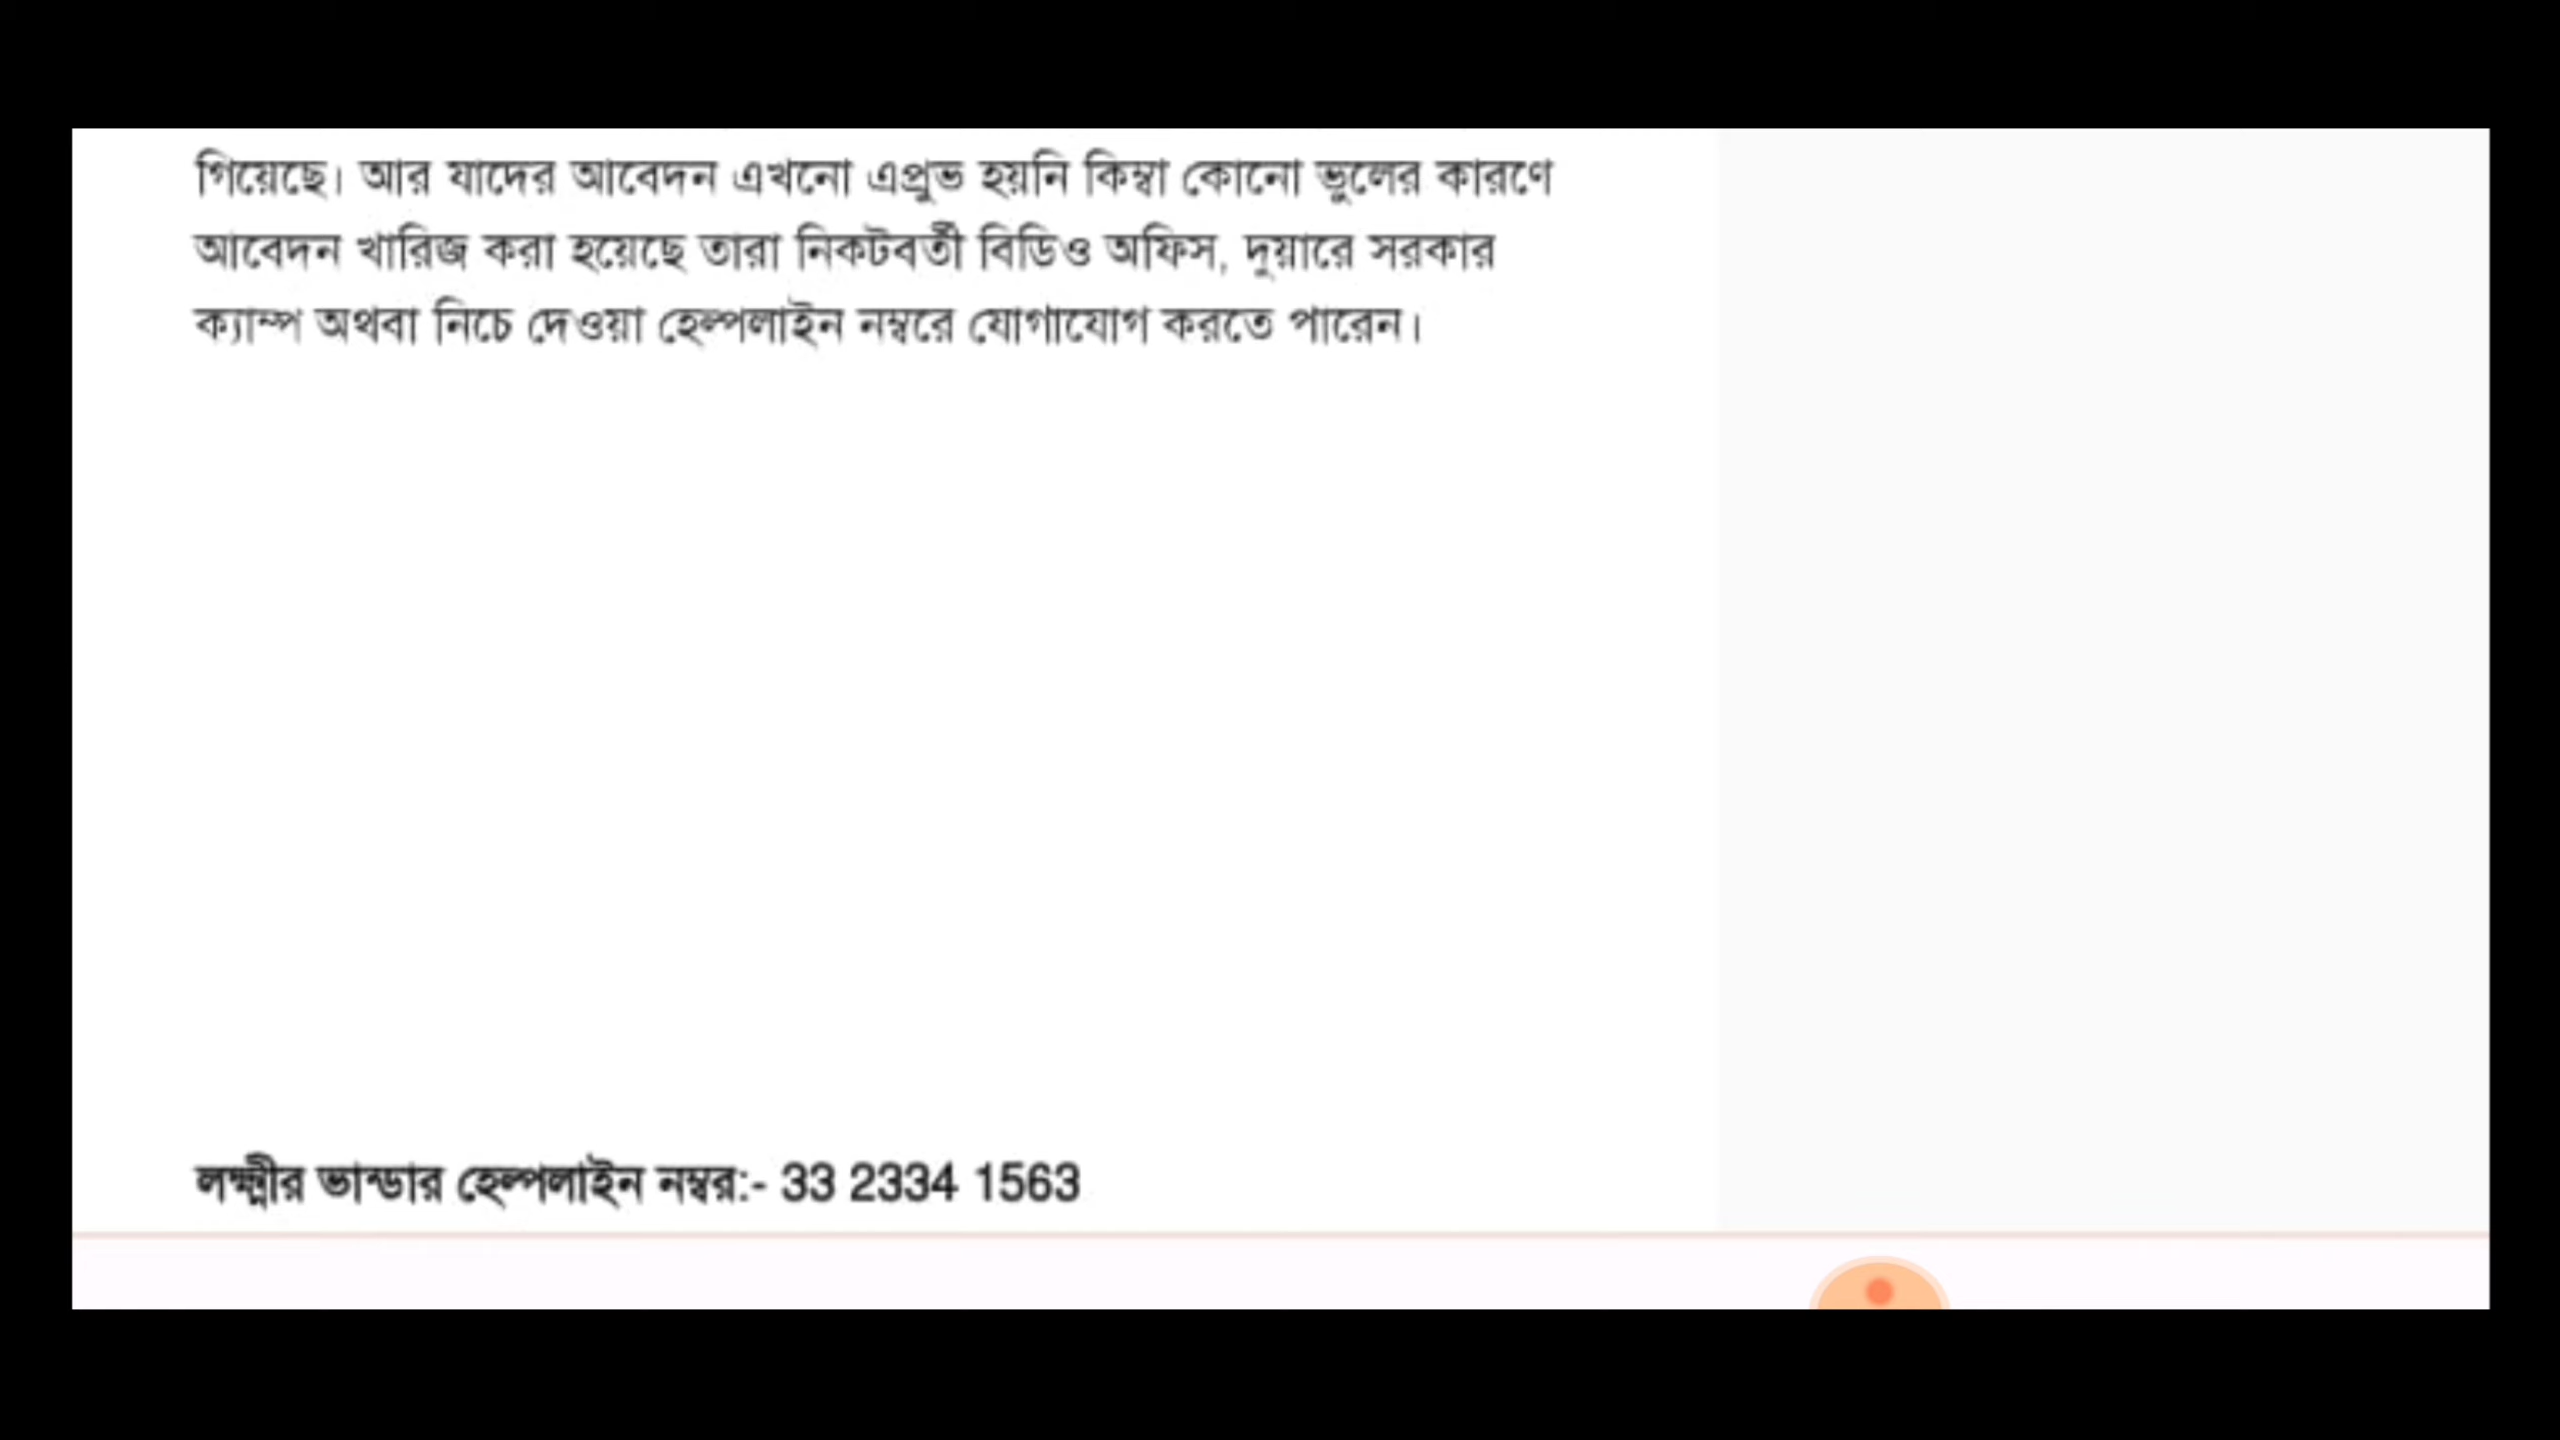 গিয়েছে। আর যাদের আবেদন এখনো এপ্রুভ হয়নি কিম্বা কোনো ভুলের কারণে
আবেদন খারিজ করা হয়েছে তারা নিকটবর্তী বিডিও অফিস, দুয়ারে সরকার
ক্যাম্প অথবা নিচে দেওয়া হেল্পলাইন নম্বরে যোগাযোগ করতে পারেন।
লক্ষ্মীর ভান্ডার হেল্পলাইন নম্বর:- 33 2334 1563